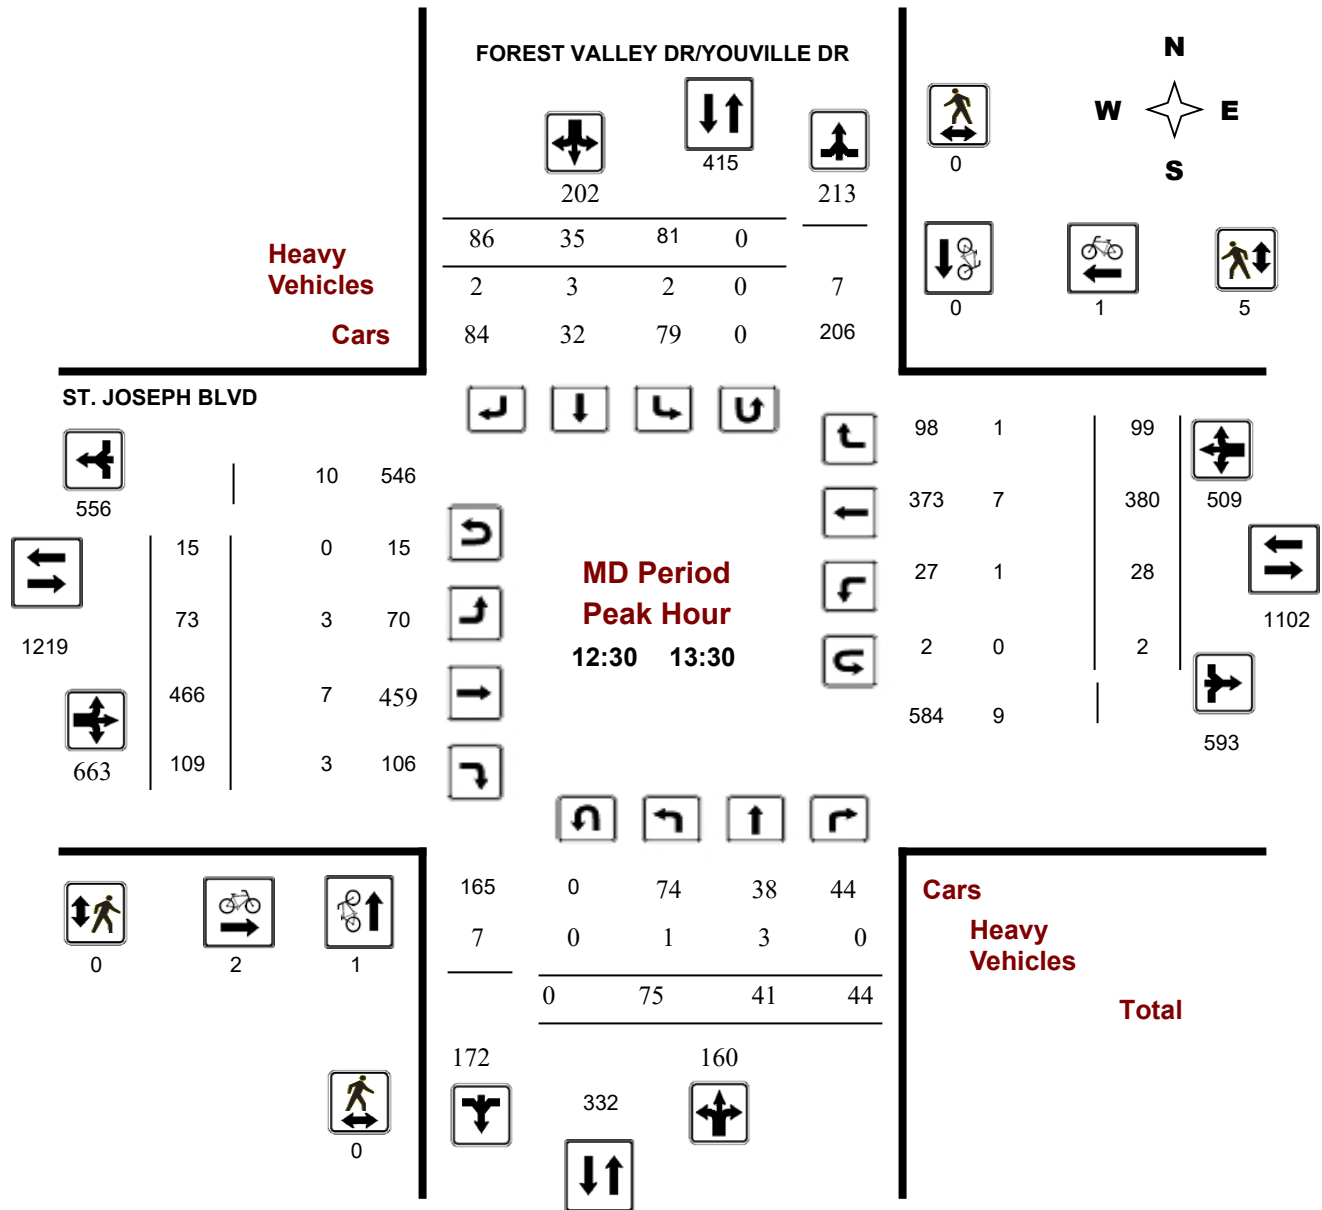 FOREST VALLEY DR/YOUVILLE DR
N
W E
S
415
0
202 213
86 35 81 0
Heavy
Vehicles
2 3 2 0 7
0 1 5
Cars
84 32 79 0 206
ST. JOSEPH BLVD
98 1 99
10 546
556
373 7 380 509
15 0 15
MD Period
27 1 28
Peak Hour
73 3 70
1102
1219
12:30 13:30
2 0 2
466 7 459
584 9
593
663 109 3 106
165 0 74 38 44
Cars
7 0 1 3 0
Heavy
Vehicles
0 2 1
0 75 41 44
Total
172 160
332
0